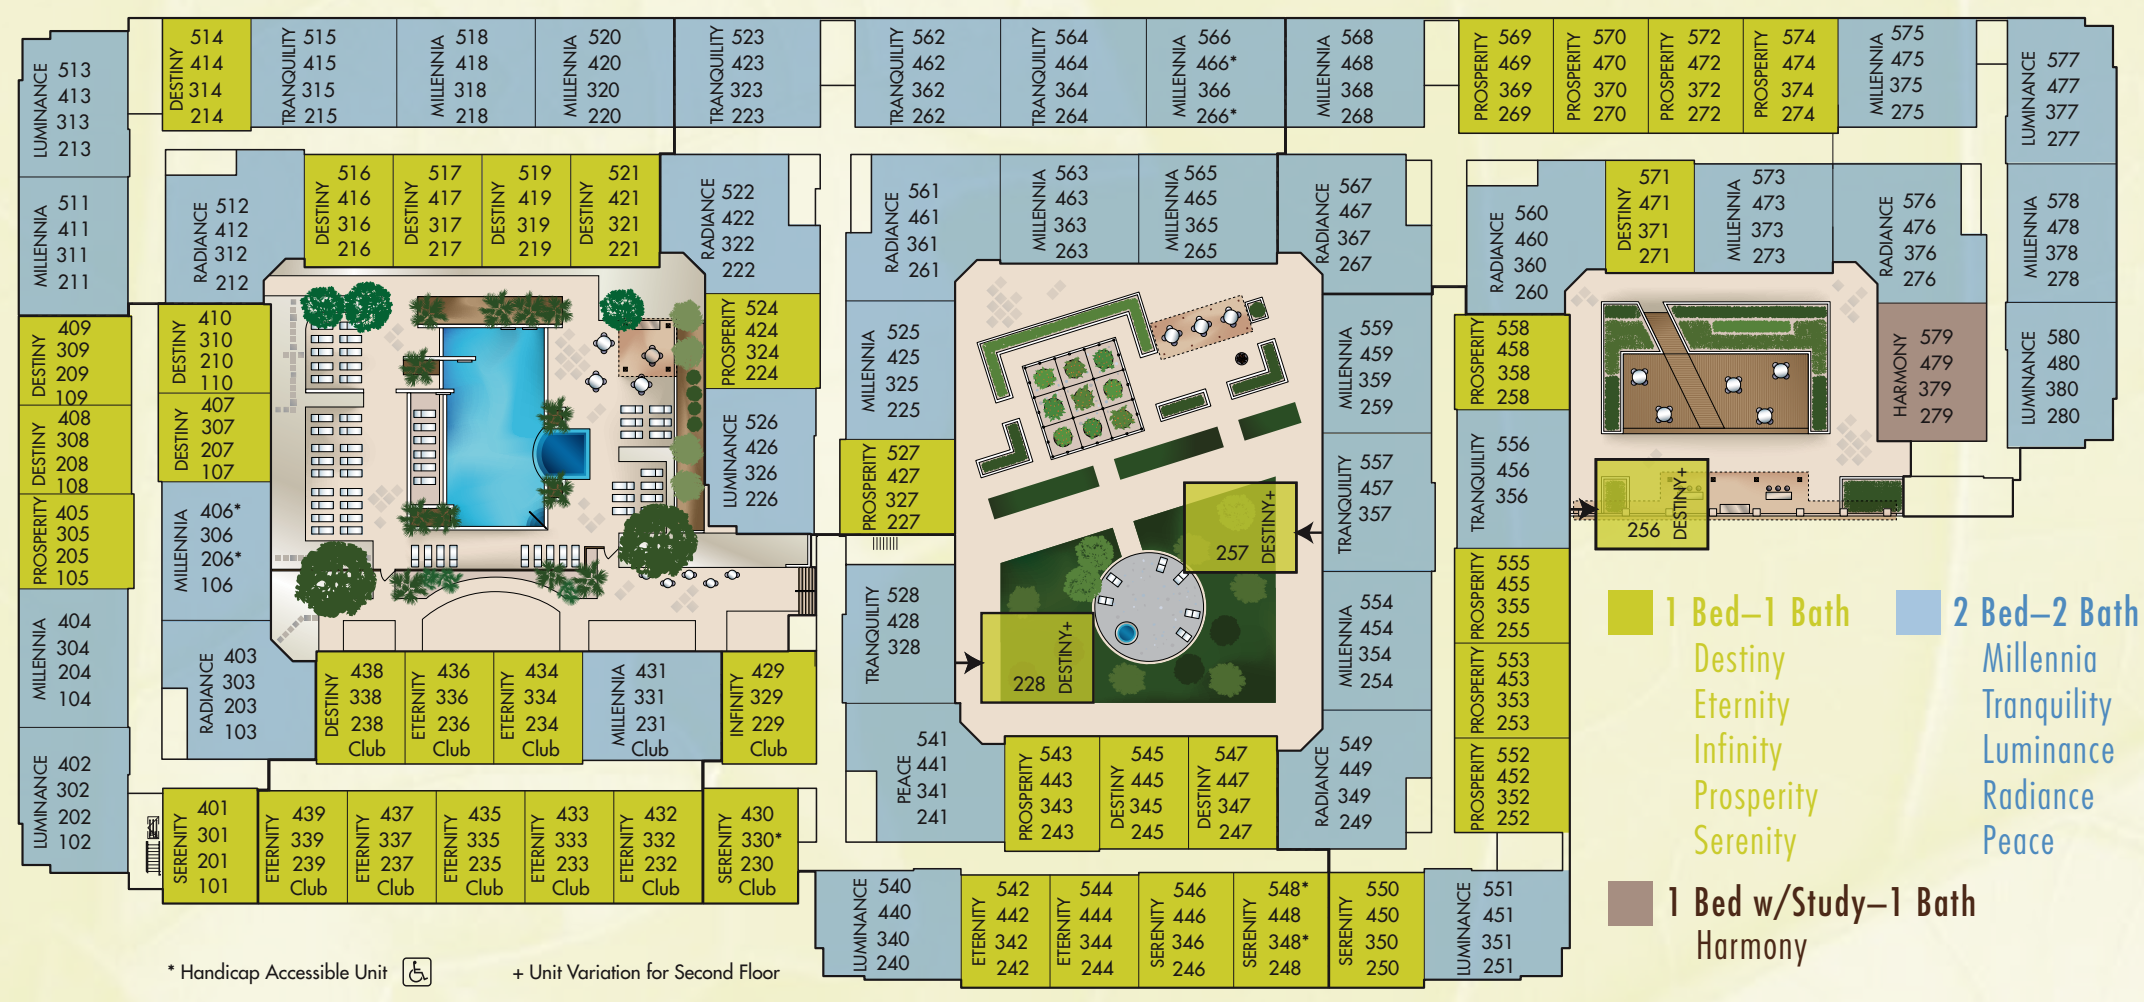 LUMINANCE
513
413
313
213
DESTINY
514
414
314
214
TRANQUILITY
515
415
315
215
MILLENNIA
518
418
318
218
MILLENNIA
520
420
320
220
TRANQUILITY
523
423
323
223
TRANQUILITY
562
462
362
262
TRANQUILITY
564
464
364
264
MILLENNIA
566
466*
366
266*
MILLENNIA
568
468
368
268
PROSPERITY
569
469
369
269
PROSPERITY
570
470
370
270
PROSPERITY
572
472
372
272
PROSPERITY
574
474
374
274
MILLENNIA
575
475
375
275
LUMINANCE
577
477
377
277
MILLENNIA
511
411
311
211
RADIANCE
512
412
312
212
DESTINY
516
416
316
216
DESTINY
517
417
317
217
DESTINY
519
419
319
219
DESTINY
521
421
321
221
RADIANCE
522
422
322
222
RADIANCE
561
461
361
261
MILLENNIA
563
463
363
263
MILLENNIA
565
465
365
265
RADIANCE
567
467
367
267
RADIANCE
560
460
360
260
DESTINY
571
471
371
271
MILLENNIA
573
473
373
273
RADIANCE
576
476
376
276
MILLENNIA
578
478
378
278
DESTINY
409
309
209
109
DESTINY
410
310
210
110
PROSPERITY
524
424
324
224
MILLENNIA
525
425
325
225
MILLENNIA
559
459
359
259
PROSPERITY
558
458
358
258
HARMONY
579
479
379
279
LUMINANCE
580
480
380
280
DESTINY
408
308
208
108
DESTINY
407
307
207
107
LUMINANCE
526
426
326
226
PROSPERITY
527
427
327
227
TRANQUILITY
557
457
357
TRANQUILITY
556
456
356
DESTINY+
257
DESTINY+
256
PROSPERITY
405
305
205
105
MILLENNIA
406*
306
206*
106
TRANQUILITY
528
428
328
DESTINY+
228
MILLENNIA
554
454
354
254
PROSPERITY
555
455
355
255
MILLENNIA
404
304
204
104
RADIANCE
403
303
203
103
DESTINY
438
338
238
Club
ETERNITY
436
336
236
Club
ETERNITY
434
334
234
Club
MILLENNIA
431
331
231
Club
INFINITY
429
329
229
Club
PROSPERITY
553
453
353
253
LUMINANCE
402
302
202
102
PEACE
541
441
341
241
PROSPERITY
543
443
343
243
DESTINY
545
445
345
245
DESTINY
547
447
347
247
RADIANCE
549
449
349
249
PROSPERITY
552
452
352
252
SERENITY
401
301
201
101
ETERNITY
439
339
239
Club
ETERNITY
437
337
237
Club
ETERNITY
435
335
235
Club
ETERNITY
433
333
233
Club
ETERNITY
432
332
232
Club
SERENITY
430
330*
230
Club
LUMINANCE
540
440
340
240
ETERNITY
542
442
342
242
ETERNITY
544
444
344
244
SERENITY
546
446
346
246
SERENITY
548*
448
348*
248
SERENITY
550
450
350
250
LUMINANCE
551
451
351
251
1 Bed–1 Bath
Destiny
Eternity
Infinity
Prosperity
Serenity
2 Bed–2 Bath
Millennia
Tranquility
Luminance
Radiance
Peace
1 Bed w/Study–1 Bath
Harmony
* Handicap Accessible Unit
+ Unit Variation for Second Floor